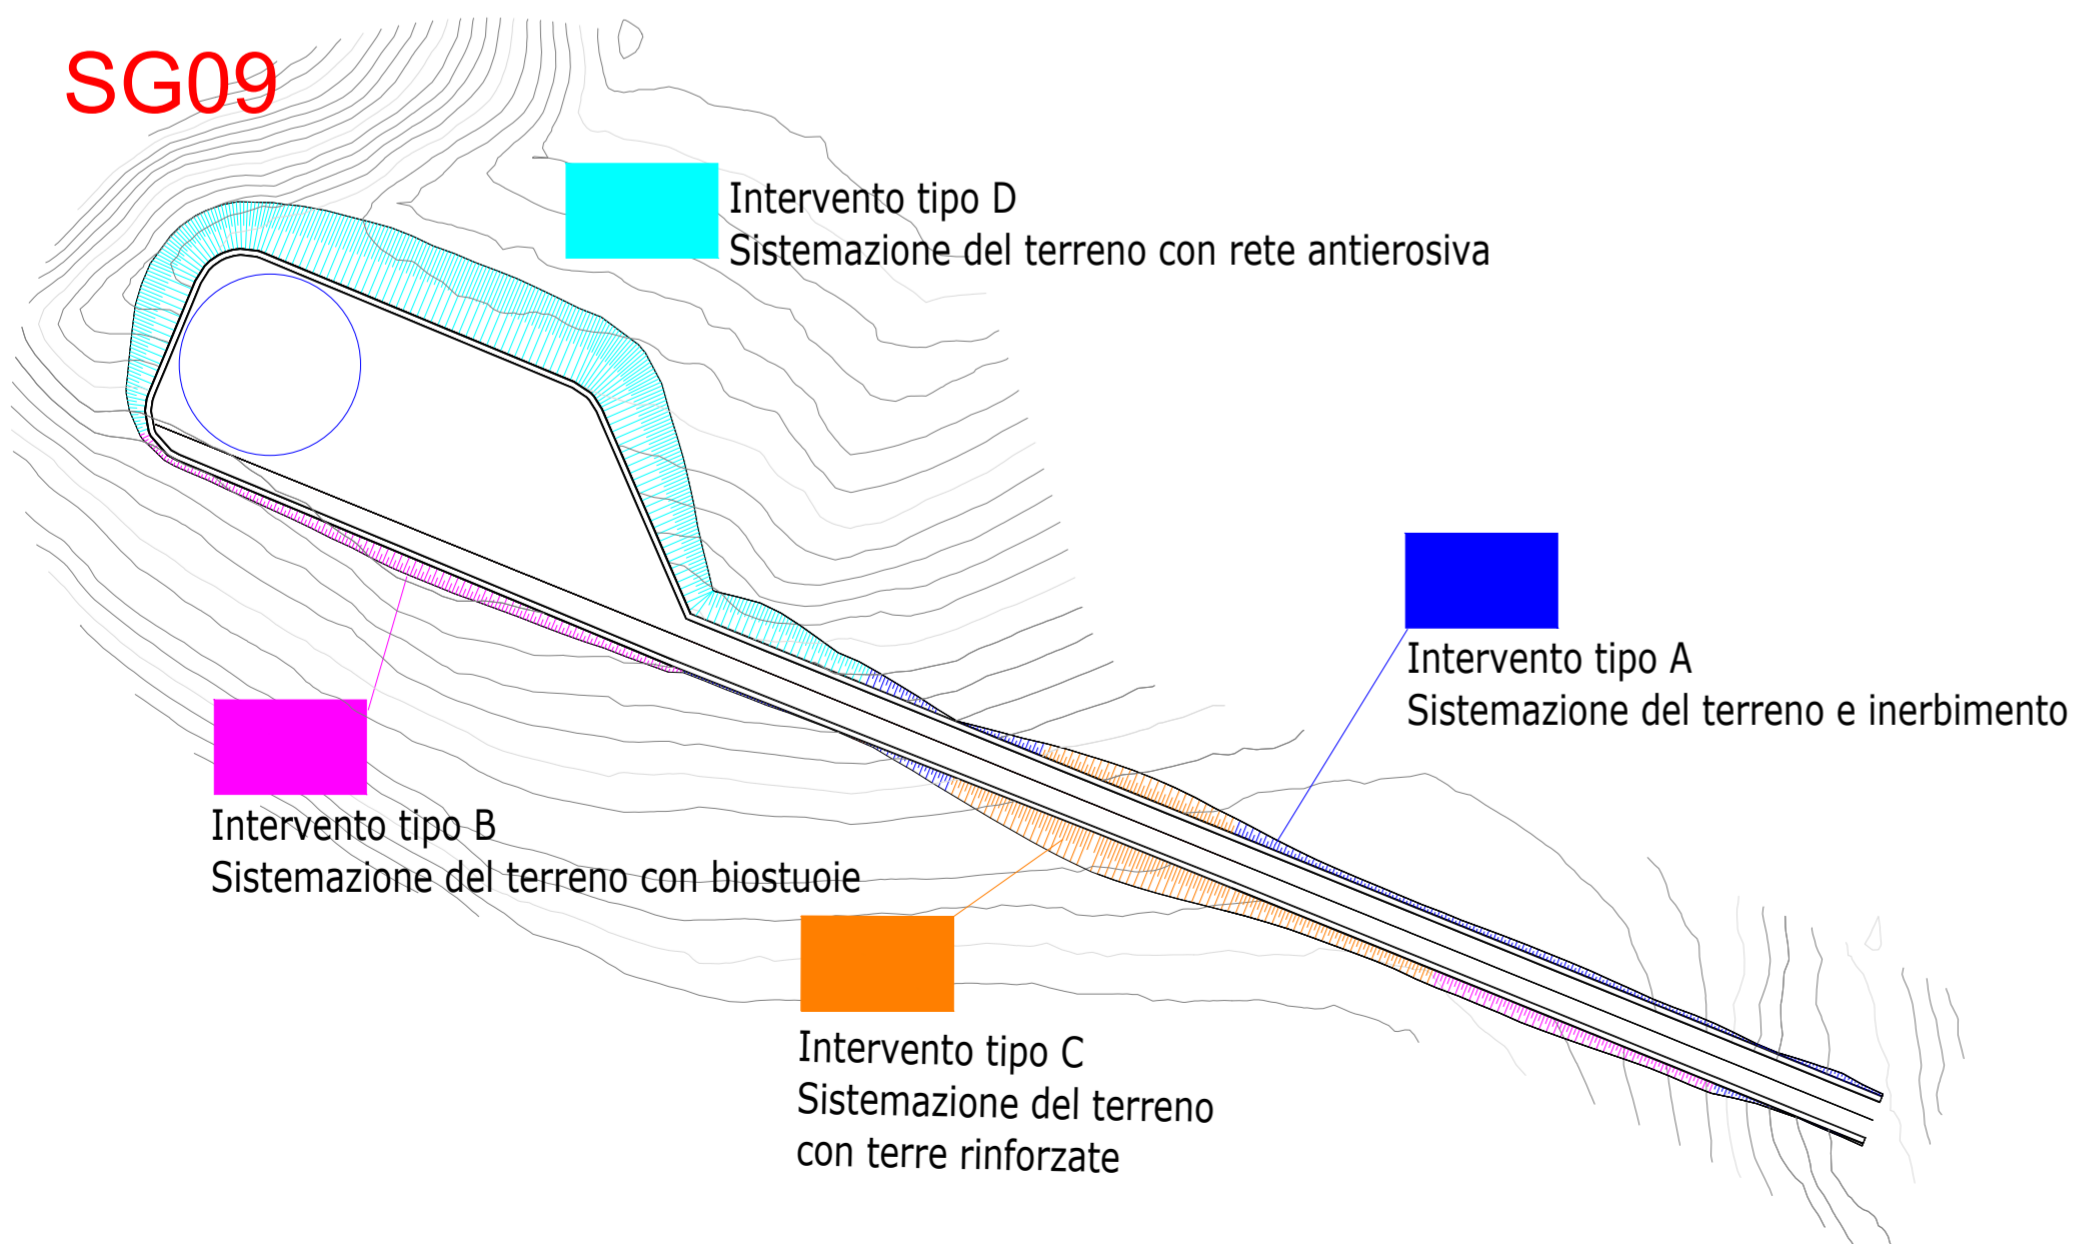 SG09
Intervento tipo D
Sistemazione del terreno con rete antierosiva
Intervento tipo A
Sistemazione del terreno e inerbimento
Intervento tipo B
Sistemazione del terreno con biostuoie
Intervento tipo C
Sistemazione del terreno
con terre rinforzate